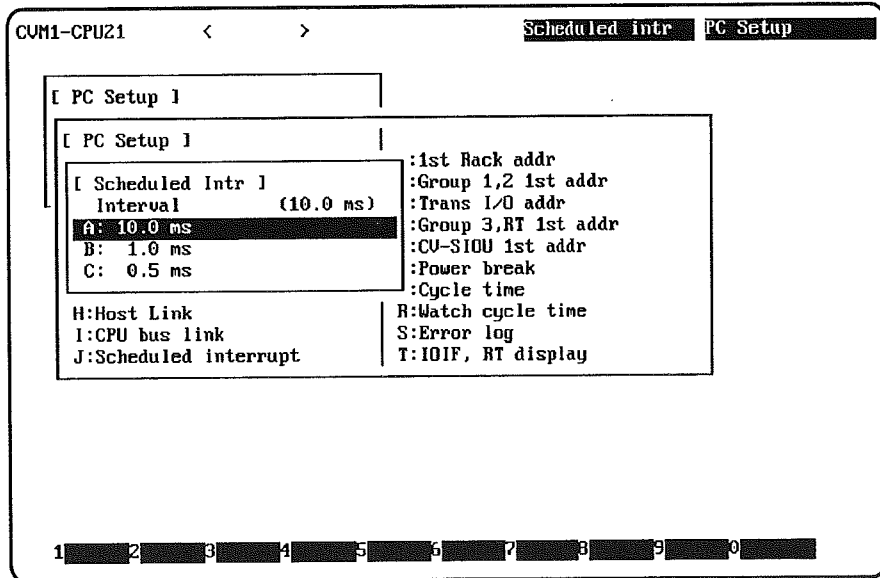 CVM1-CPU21 < > Scheduled intr PC Setup
[ PC Setup ]
[ PC Setup ]
[ Scheduled Intr ]
Interval (10.0 ms)
A: 10.0 ms
B: 1.0 ms
C: 0.5 ms
:1st Rack addr
:Group 1,2 1st addr
:Trans I/O addr
:Group 3,RT 1st addr
:CV-SIOU 1st addr
:Power break
:Cycle time
H:Host Link
I:CPU bus link
J:Scheduled interrupt
R:Watch cycle time
S:Error log
T:IOIF, RT display
1 2 3 4 5 6 7 8 9 0